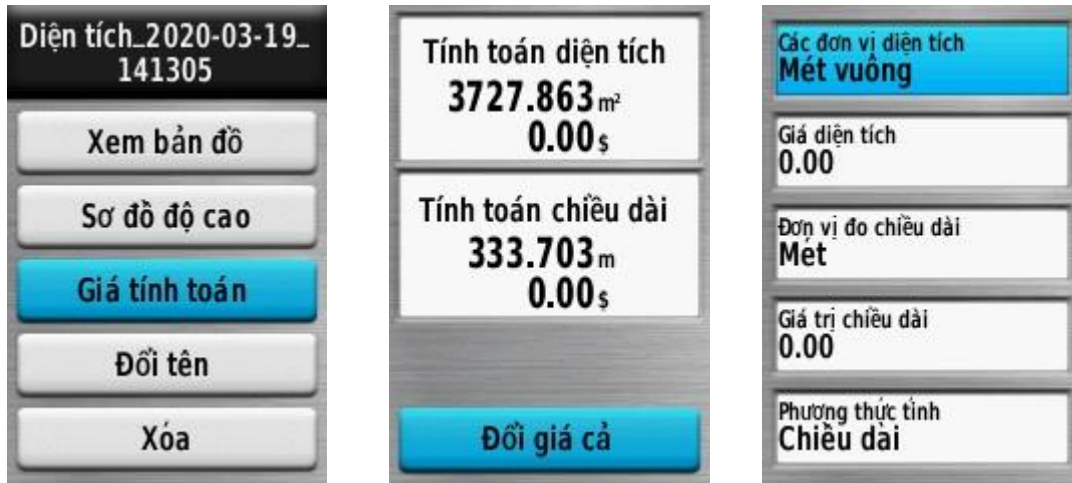 Diện tích_2020-03-19_
141305
Xem bản đồ
Sơ đồ độ cao
Giá tính toán
Đổi tên
Xóa
Tính toán diện tích
3727.863 m²
0.00 $
Tính toán chiều dài
333.703 m
0.00 $
Đổi giá cả
Các đơn vị diện tích
Mét vuông
Giá diện tích
0.00
Đơn vị đo chiều dài
Mét
Giá trị chiều dài
0.00
Phương thức tính
Chiều dài